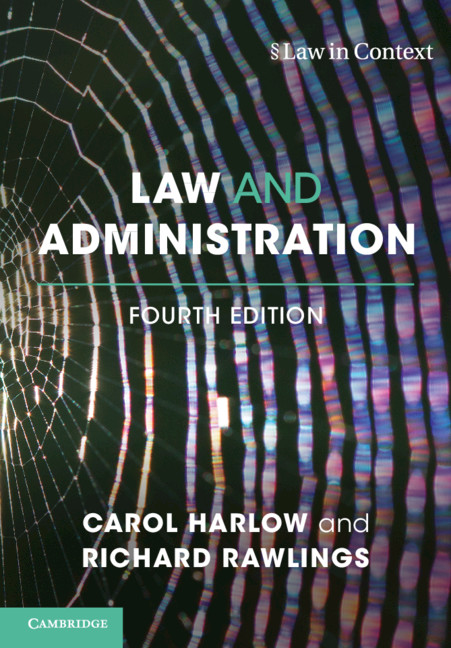 § Law in Context
LAW AND
ADMINISTRATION
FOURTH EDITION
CAROL HARLOW and
RICHARD RAWLINGS
CAMBRIDGE